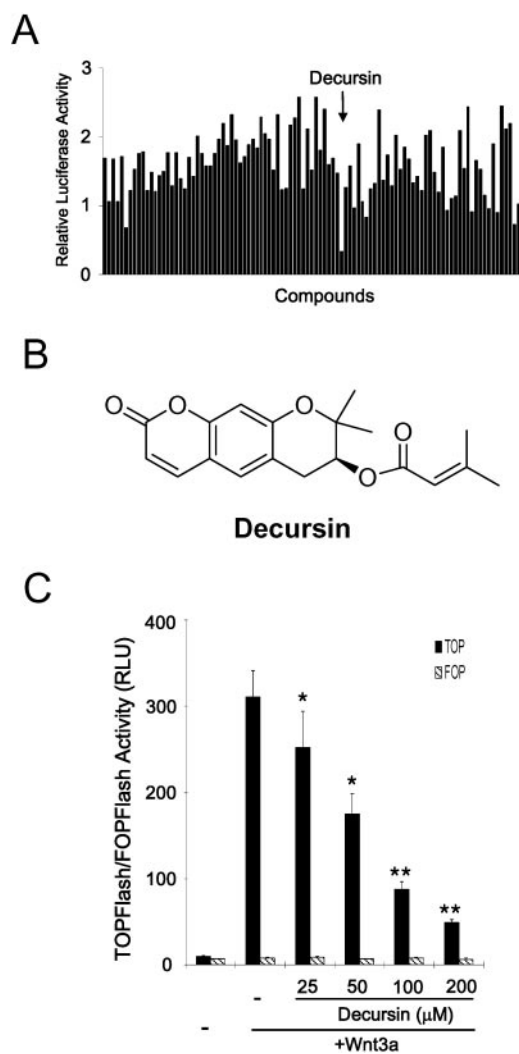 A
Relative Luciferase Activity
3
2
1
0
Decursin
Compounds
B
O
O
O
O
O
Decursin
C
TOPFlash/FOPFlash Activity (RLU)
400
300
200
100
0
TOP
FOP
*
*
**
**
- 25 50 100 200
Decursin (μM)
-
+Wnt3a